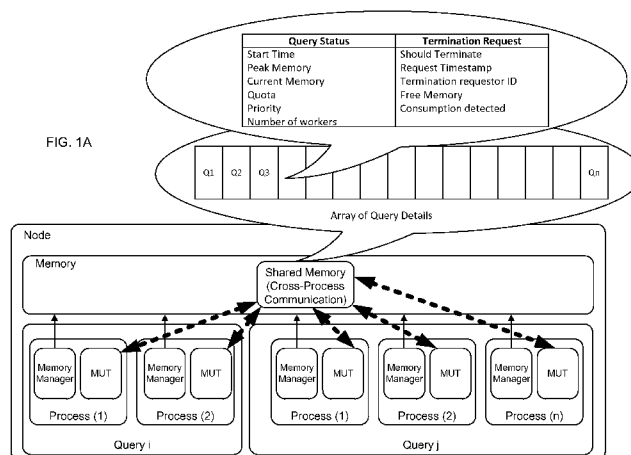 Query Status Termination Request
Start Time Should Terminate
Peak Memory Request Timestamp
Current Memory Termination requestor ID
Quota Free Memory
Priority Consumption detected
Number of workers
FIG. 1A
Q1 Q2 Q3 Qn
Array of Query Details
Node
Memory
Shared Memory
(Cross-Process
Communication)
Memory Manager MUT Memory Manager MUT Memory Manager MUT Memory Manager MUT Memory Manager MUT
Process (1) Process (2) Process (1) Process (2) Process (n)
Query i Query j